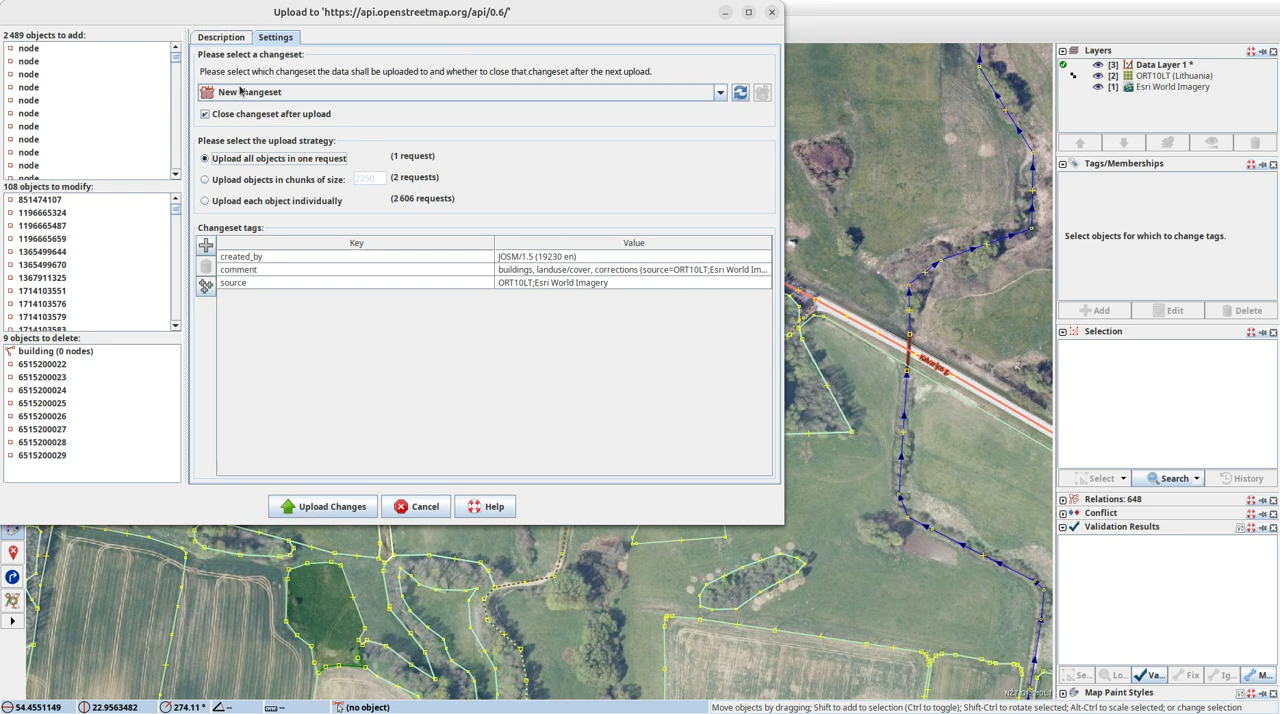 Upload to 'https://api.openstreetmap.org/api/0.6/'
2 489 objects to add:
node
node
node
node
node
node
node
node
node
node
108 objects to modify:
851474107
1196665324
1196665487
1196665659
1365499644
1365499670
1367911325
1714103551
1714103576
1714103579
1714103583
9 objects to delete:
building (0 nodes)
6515200022
6515200023
6515200024
6515200025
6515200026
6515200027
6515200028
6515200029
Description
Settings
Please select a changeset:
Please select which changeset the data shall be uploaded to and whether to close that changeset after the next upload.
New changeset
Close changeset after upload
Please select the upload strategy:
Upload all objects in one request (1 request)
Upload objects in chunks of size: 2250 (2 requests)
Upload each object individually (2 606 requests)
Changeset tags:
Key Value
created_by JOSM/1.5 (19230 en)
comment buildings, landuse/cover, corrections (source=ORT10LT;Esri World Im...
source ORT10LT;Esri World Imagery
Upload Changes
Cancel
Help
Layers
[3] Data Layer 1 *
[2] ORT10LT (Lithuania)
[1] Esri World Imagery
Tags/Memberships
Select objects for which to change tags.
Add
Edit
Delete
Selection
Select
Search
History
Relations: 648
Conflict
Validation Results
Se...
Lo...
Va...
Fix
Ig...
M...
Map Paint Styles
54.4551149
22.9563482
274.11 °
--
--
(no object)
Move objects by dragging; Shift to add to selection (Ctrl to toggle); Shift-Ctrl to rotate selected; Alt-Ctrl to scale selected; or change selection